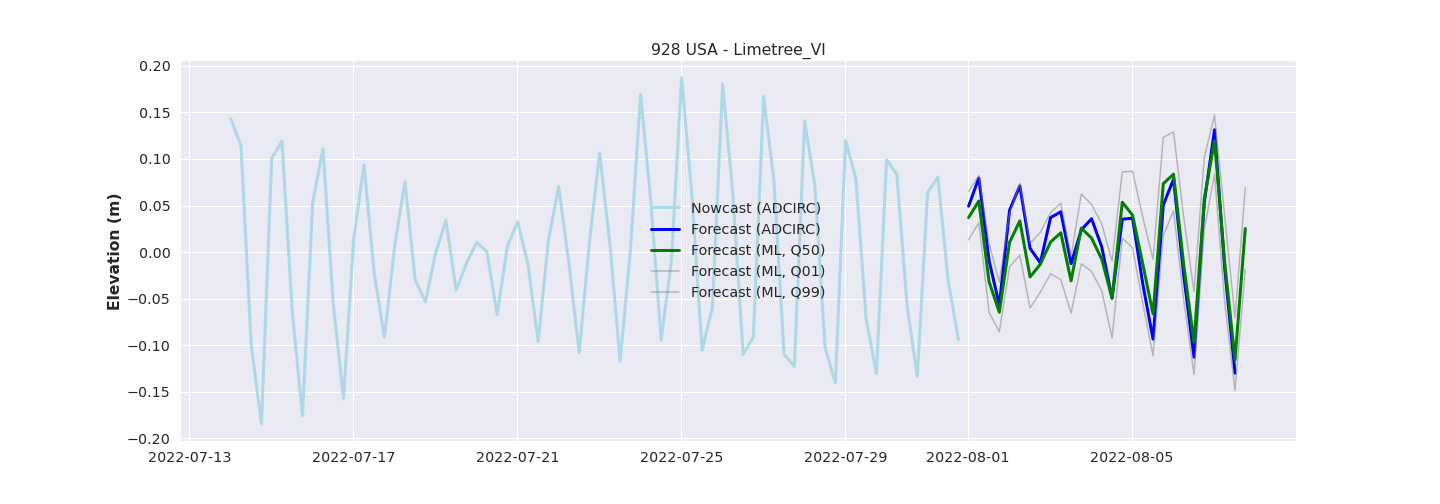 928 USA - Limetree_VI
Elevation (m)
0.20
0.15
0.10
0.05
0.00
−0.05
−0.10
−0.15
−0.20
Nowcast (ADCIRC)
Forecast (ADCIRC)
Forecast (ML, Q50)
Forecast (ML, Q01)
Forecast (ML, Q99)
2022-07-13 2022-07-17 2022-07-21 2022-07-25 2022-07-29 2022-08-01 2022-08-05